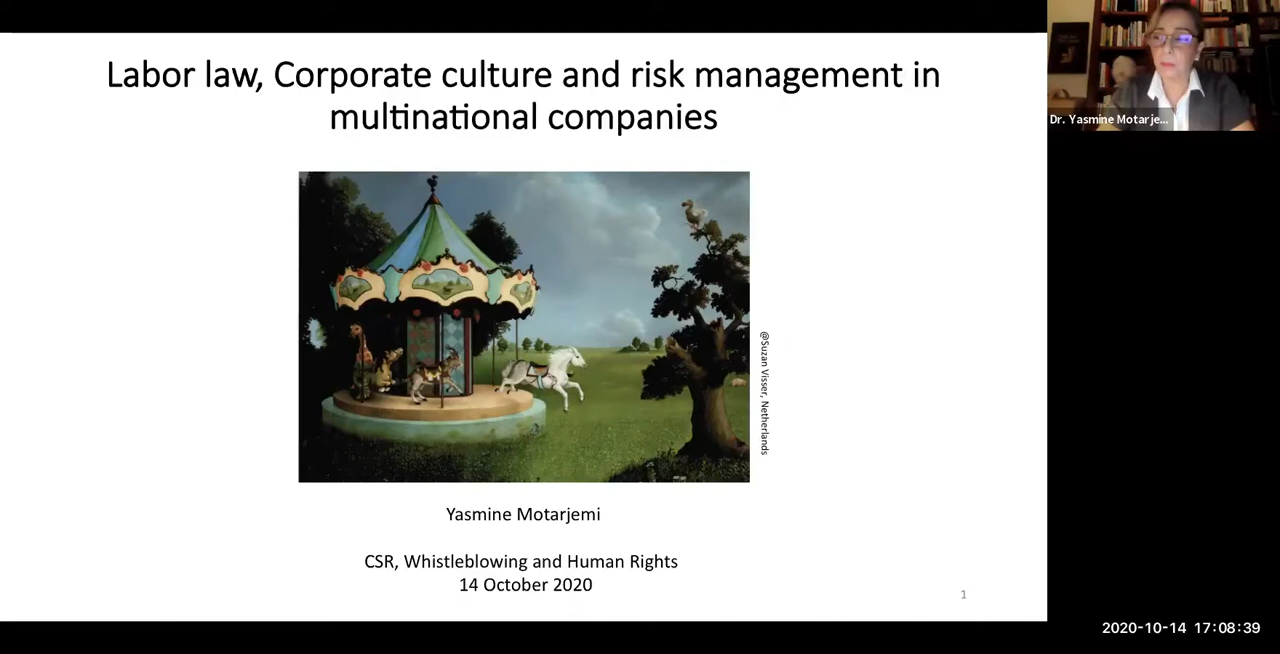 Labor law, Corporate culture and risk management in
multinational companies
@Suzan Visser, Netherlands
Yasmine Motarjemi
CSR, Whistleblowing and Human Rights
14 October 2020
1
Dr. Yasmine Motarje...
2020-10-14 17:08:39